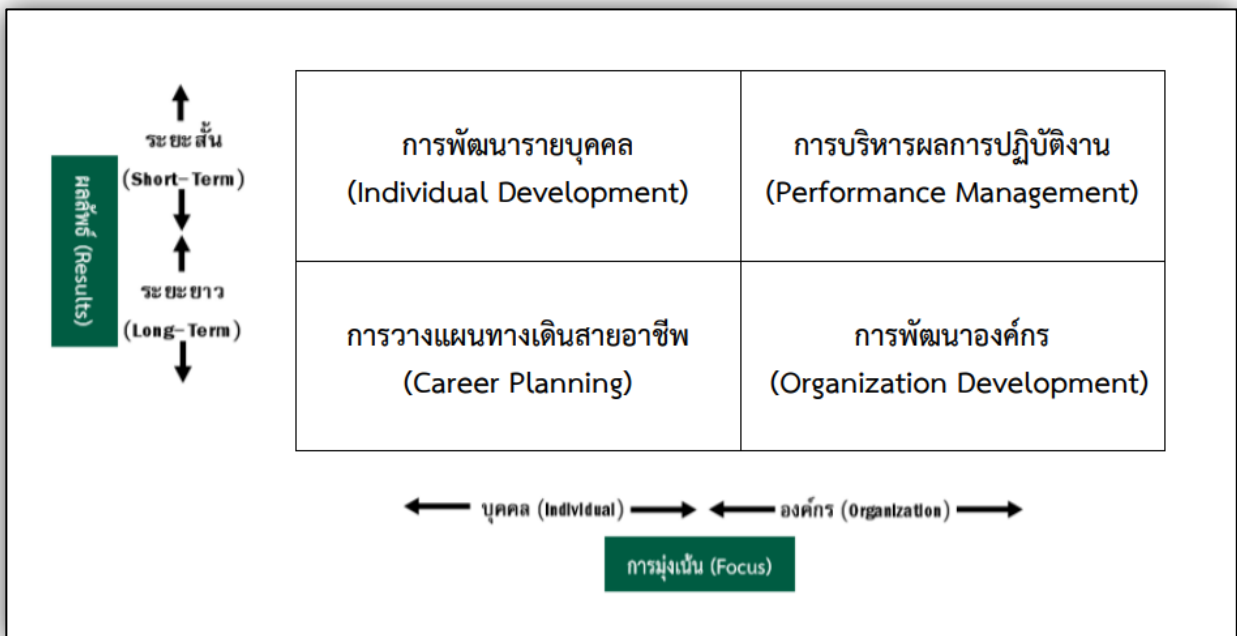 ระยะสั้น
(Short-Term)
ระยะยาว
(Long-Term)
ผลลัพธ์ (Results)
การพัฒนารายบุคคล
(Individual Development)
การบริหารผลการปฏิบัติงาน
(Performance Management)
การวางแผนทางเดินสายอาชีพ
(Career Planning)
การพัฒนาองค์กร
(Organization Development)
บุคคล (Individual)
องค์กร (Organization)
การมุ่งเน้น (Focus)